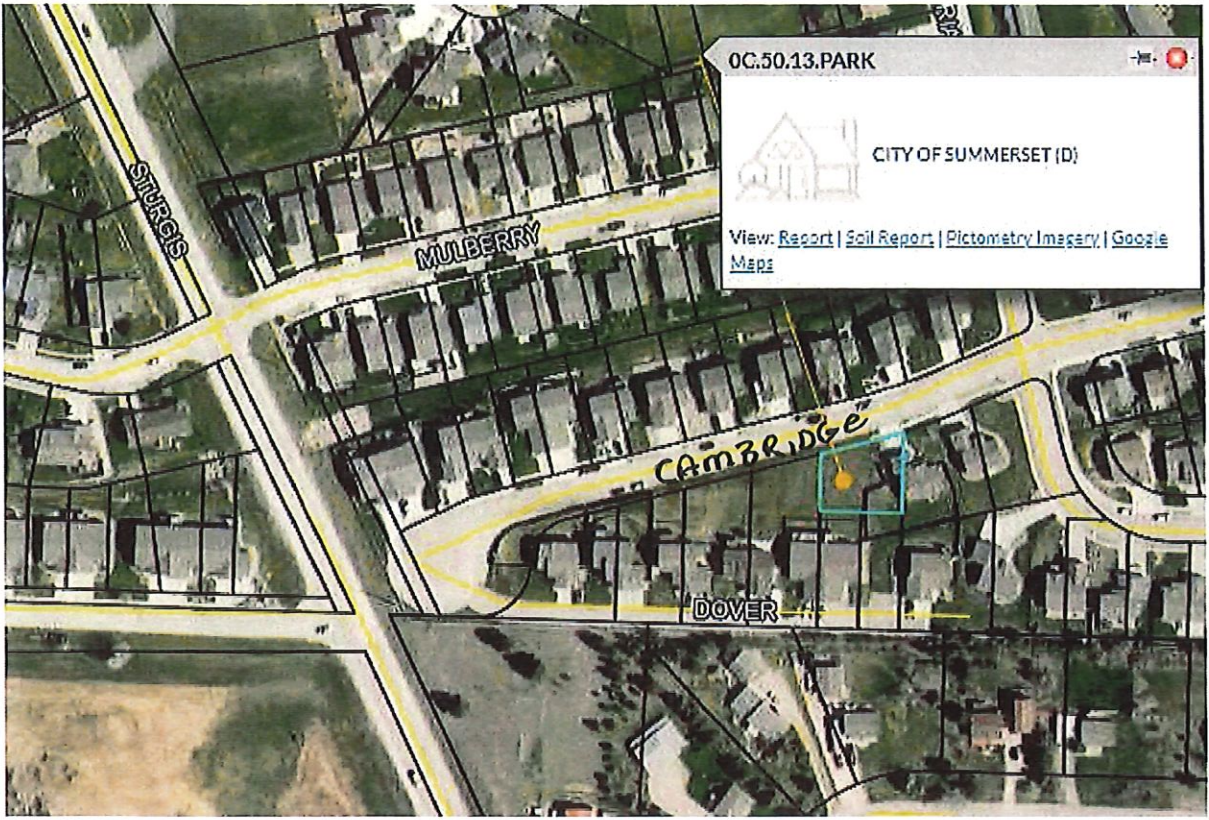 0C.50.13.PARK
CITY OF SUMMERSET (D)
View: Report | Soil Report | Pictometry Imagery | Google
Maps
STURGIS
MULBERRY
CAMBRIDGE
DOVER